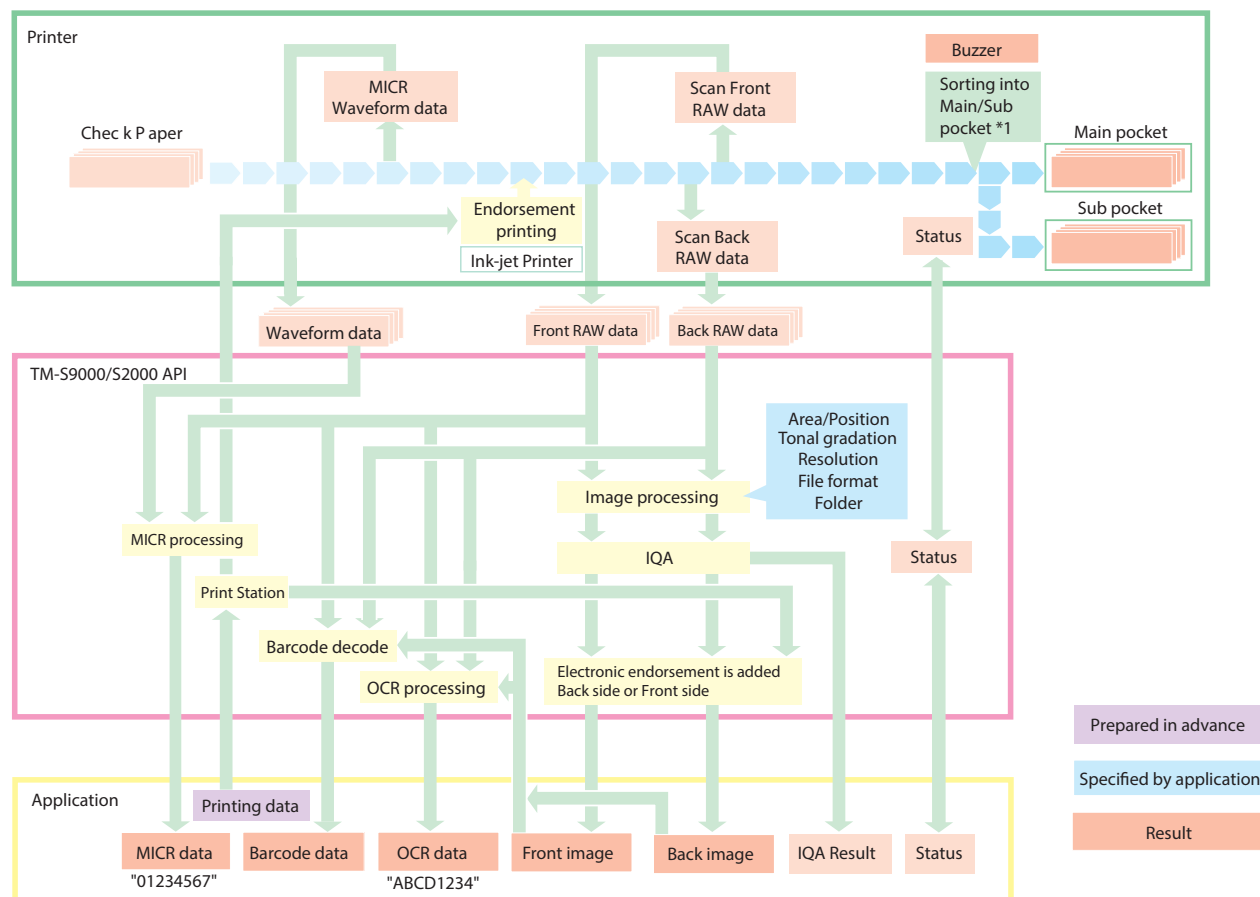 Printer
Buzzer
MICR
Waveform data
Scan Front
RAW data
Sorting into
Main/Sub
pocket *1
Chec k P aper
Main pocket
Endorsement
printing
Ink-jet Printer
Scan Back
RAW data
Status
Sub pocket
Waveform data
Front RAW data
Back RAW data
TM-S9000/S2000 API
Area/Position
Tonal gradation
Resolution
File format
Folder
Image processing
MICR processing
IQA
Status
Print Station
Barcode decode
OCR processing
Electronic endorsement is added
Back side or Front side
Prepared in advance
Specified by application
Result
Application
Printing data
MICR data
Barcode data
OCR data
Front image
Back image
IQA Result
Status
"01234567"
"ABCD1234"